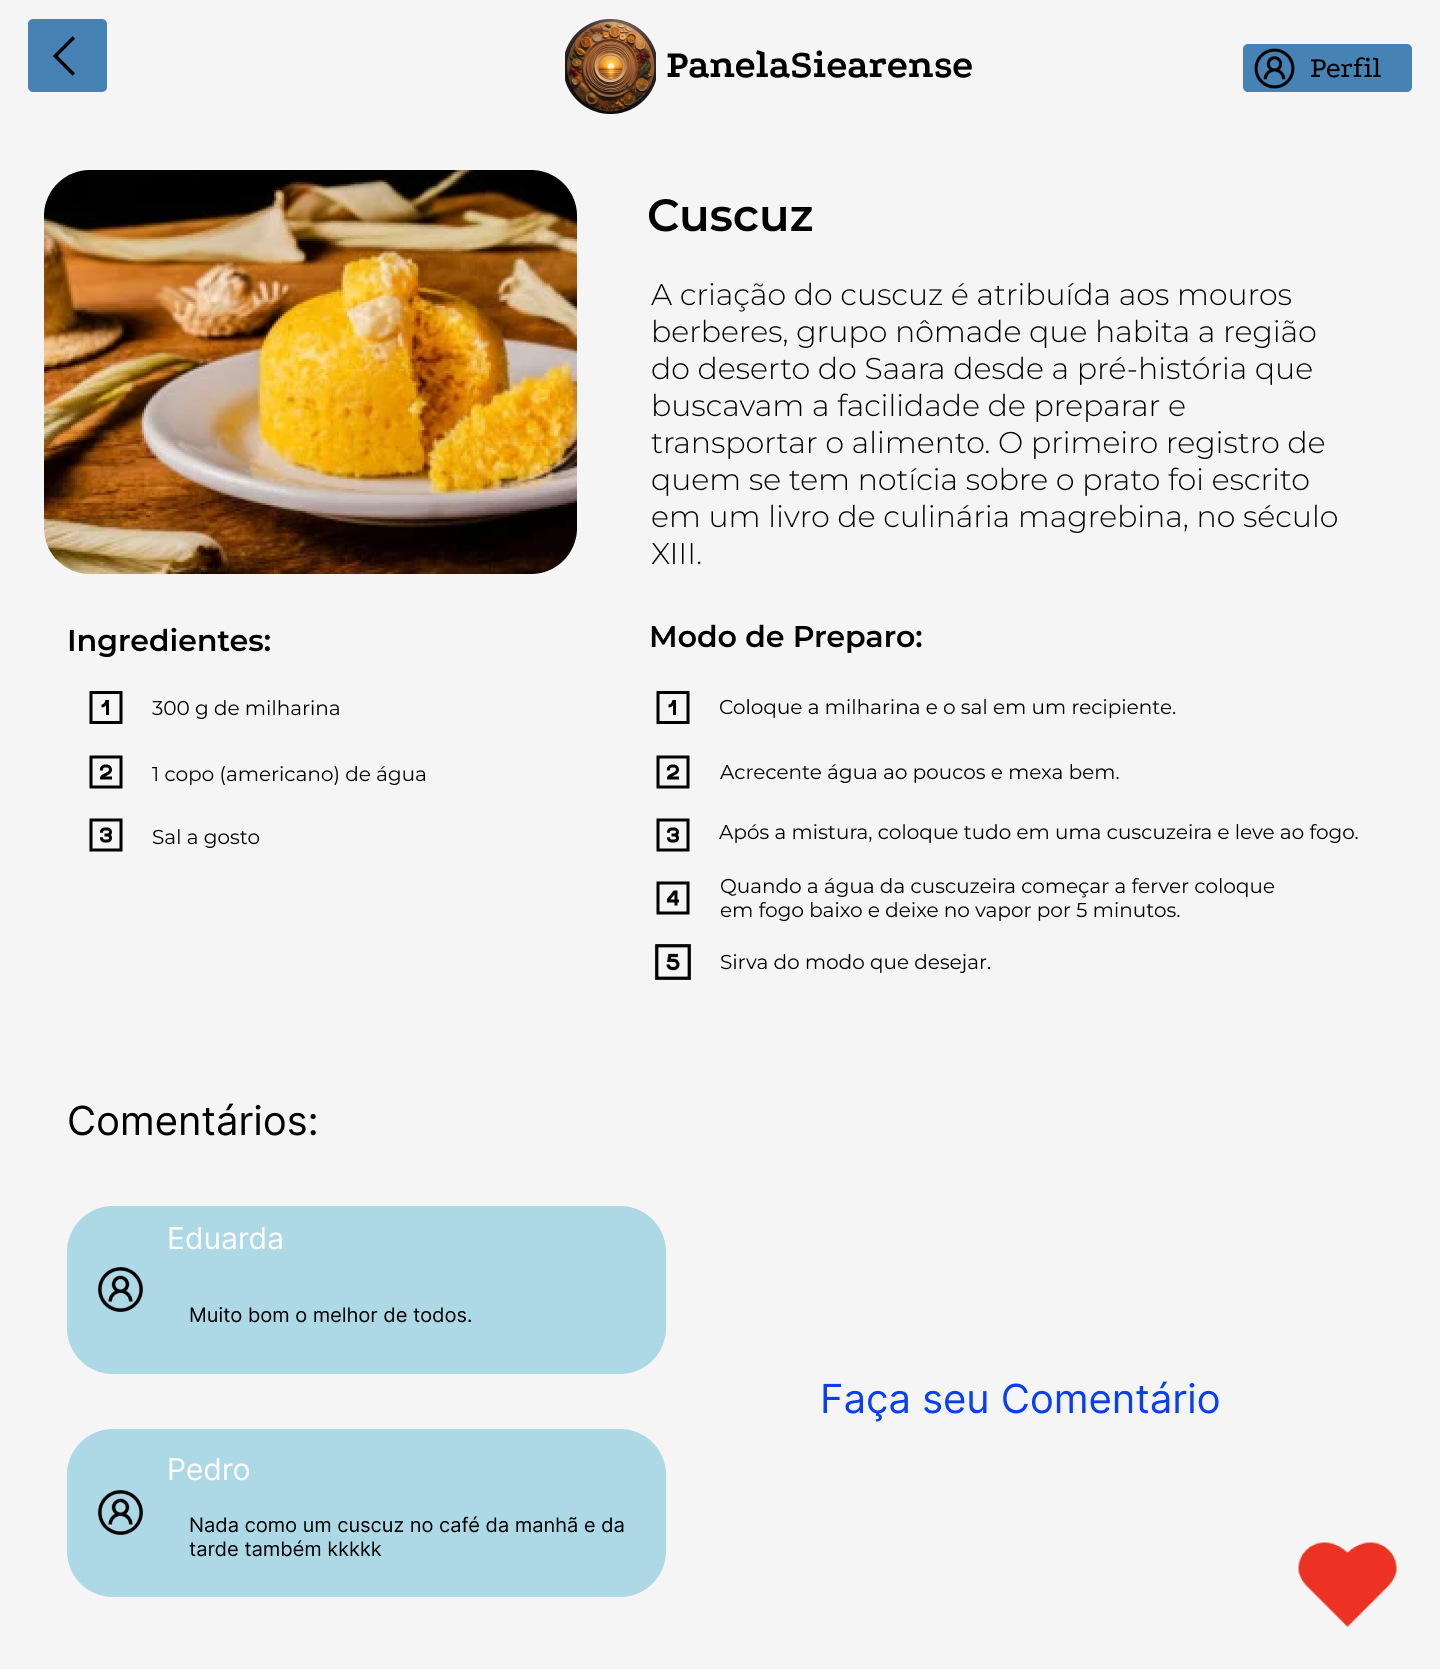 PanelaSiearense
Perfil
Cuscuz
A criação do cuscuz é atribuída aos mouros
berberes, grupo nômade que habita a região
do deserto do Saara desde a pré-história que
buscavam a facilidade de preparar e
transportar o alimento. O primeiro registro de
quem se tem notícia sobre o prato foi escrito
em um livro de culinária magrebina, no século
XIII.
Ingredientes:
1 300 g de milharina
2 1 copo (americano) de água
3 Sal a gosto
Modo de Preparo:
1 Coloque a milharina e o sal em um recipiente.
2 Acrecente água ao poucos e mexa bem.
3 Após a mistura, coloque tudo em uma cuscuzeira e leve ao fogo.
4 Quando a água da cuscuzeira começar a ferver coloque
em fogo baixo e deixe no vapor por 5 minutos.
5 Sirva do modo que desejar.
Comentários:
Eduarda
Muito bom o melhor de todos.
Pedro
Nada como um cuscuz no café da manhã e da
tarde também kkkkk
Faça seu Comentário